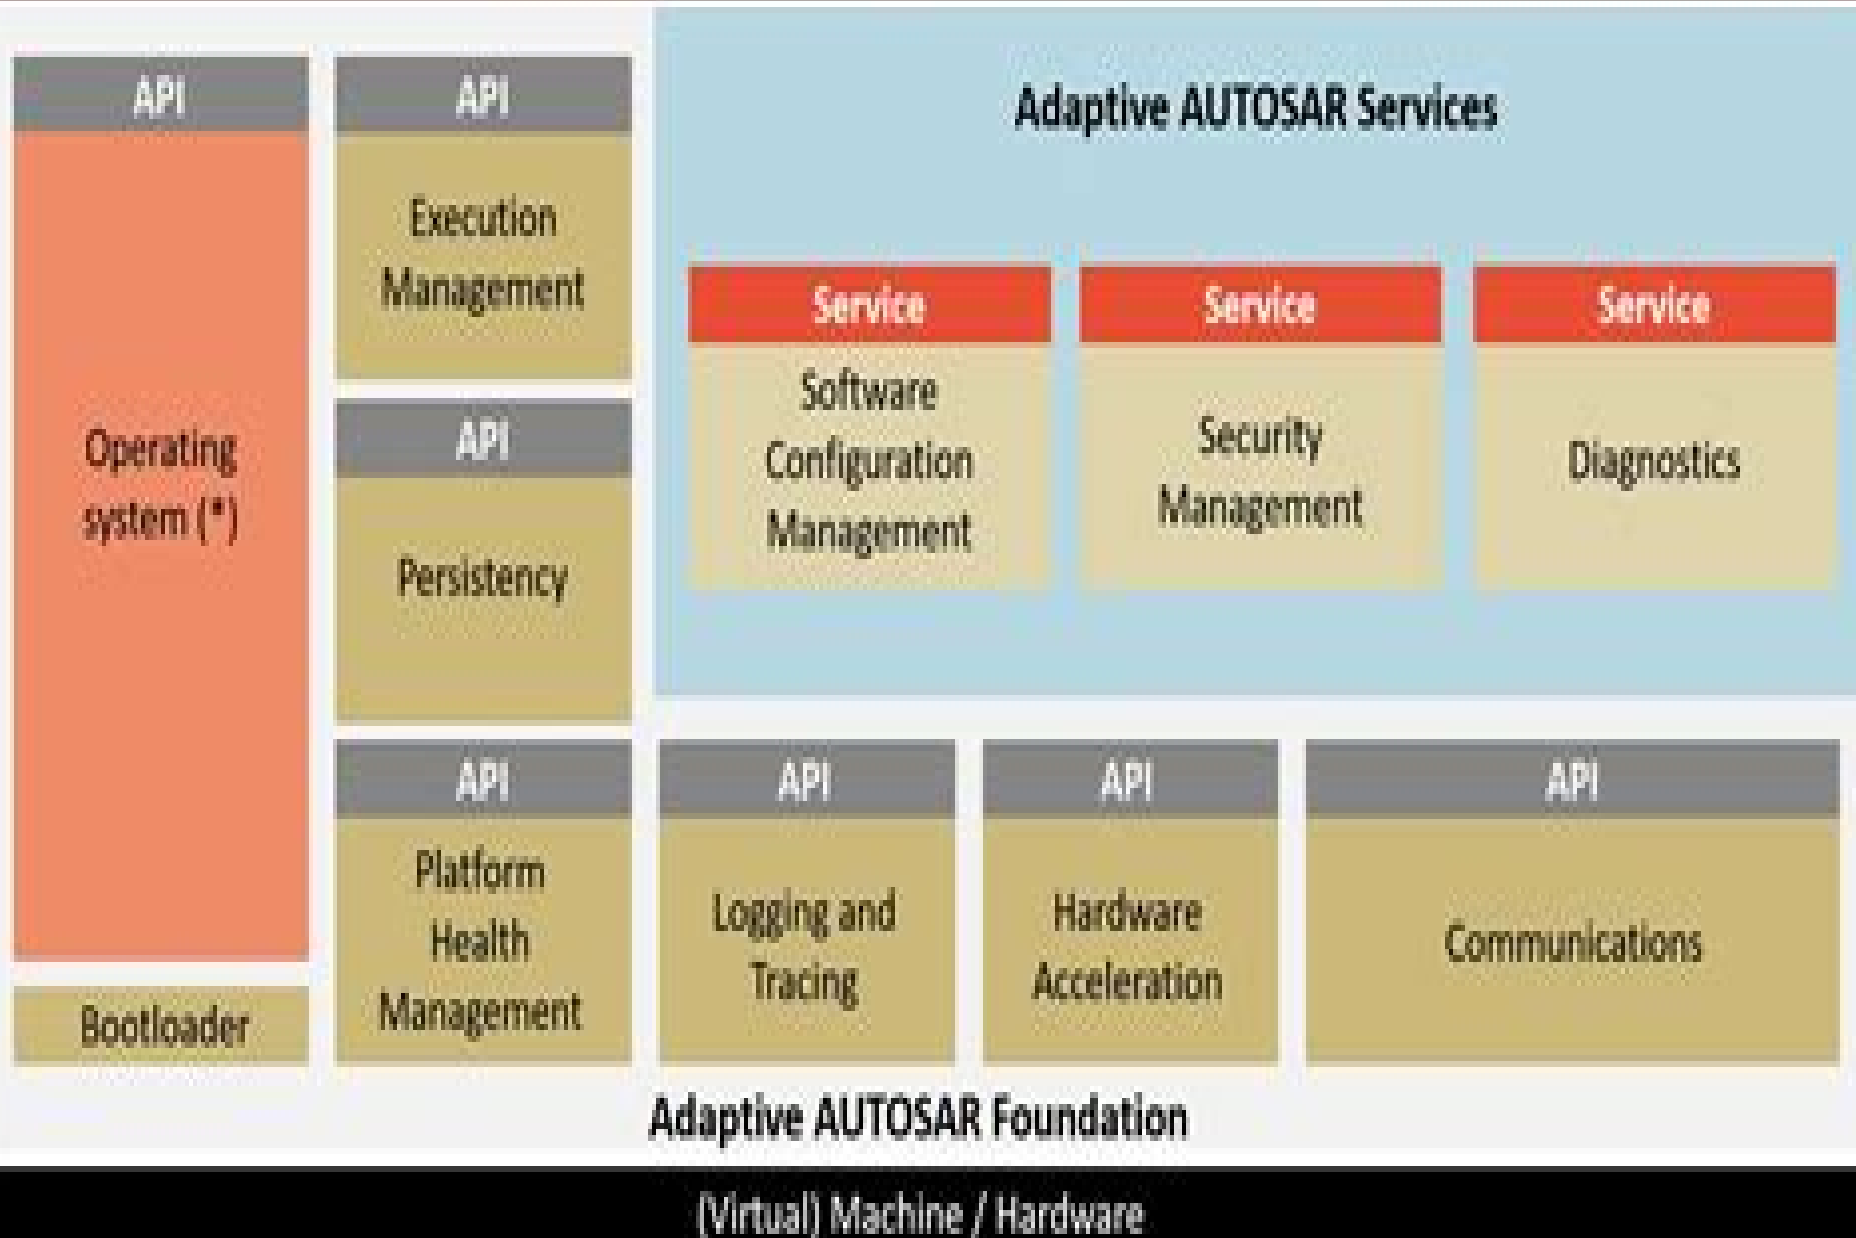 API
Operating
system (*)
Bootloader
API
Execution
Management
API
Persistency
API
Platform
Health
Management
Adaptive AUTOSAR Services
Service
Software
Configuration
Management
Service
Security
Management
Service
Diagnostics
API
Logging and
Tracing
API
Hardware
Acceleration
API
Communications
Adaptive AUTOSAR Foundation
(Virtual) Machine / Hardware